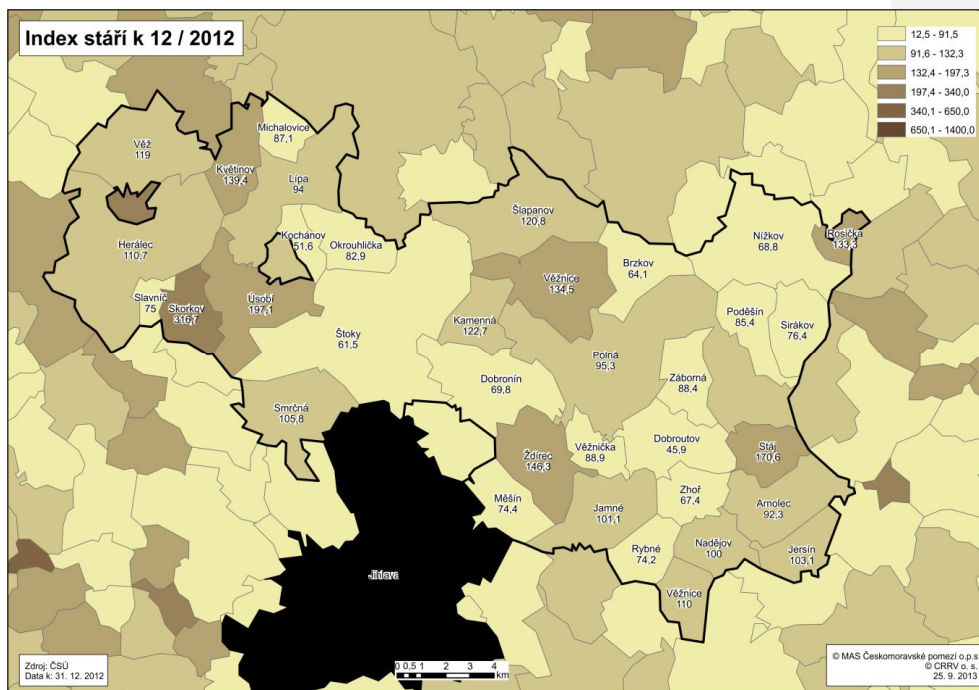 Index stáří k 12 / 2012
12,5 - 91,5
91,6 - 132,3
132,4 - 197,3
197,4 - 340,0
340,1 - 650,0
650,1 - 1400,0
Michalovice
87,1
Věž
119
Květinov
139,4
Lípa
94
Šlapanov
120,8
Nížkov
68,8
Rosička
133,3
Herálec
110,7
Kochánov
51,6
Okrouhlička
82,9
Brzkov
64,1
Věžnice
134,5
Slavníč
75
Skorkov
316,7
Úsobí
197,1
Štoky
61,5
Kamenná
122,7
Poděšín
85,4
Sirákov
76,4
Polná
95,3
Dobronín
69,8
Záborná
88,4
Smrčná
105,8
Ždírec
146,3
Věžnička
88,9
Dobroutov
45,9
Stáj
170,6
Měšín
74,4
Zhoř
67,4
Jamné
101,1
Arnolec
92,3
Rybné
74,2
Nadějov
100
Jersín
103,1
Jihlava
Věžnice
110
Zdroj: ČSÚ
Data k: 31. 12. 2012
0 0,5 1 2 3 4
km
© MAS Českomoravské pomezí o.p.s.
© CRRV o. s.
25. 9. 2013